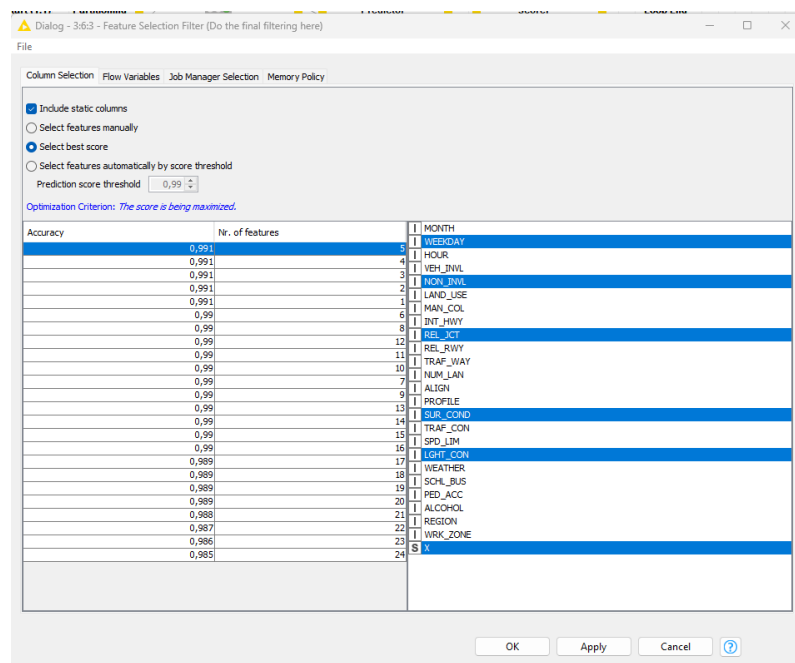 Dialog - 3:6:3 - Feature Selection Filter (Do the final filtering here)
File
Column Selection Flow Variables Job Manager Selection Memory Policy
Include static columns
Select features manually
Select best score
Select features automatically by score threshold
Prediction score threshold 0,99
Optimization Criterion: The score is being maximized.
Accuracy Nr. of features
0,991 5
0,991 4
0,991 3
0,991 2
0,991 1
0,99 6
0,99 8
0,99 12
0,99 11
0,99 10
0,99 7
0,99 9
0,99 13
0,99 14
0,99 15
0,99 16
0,989 17
0,989 18
0,989 19
0,989 20
0,988 21
0,987 22
0,986 23
0,985 24
I MONTH
I WEEKDAY
I HOUR
I VEH_INVL
I NON_INVL
I LAND_USE
I MAN_COL
I INT_HWY
I REL_JCT
I REL_RWY
I TRAF_WAY
I NUM_LAN
I ALIGN
I PROFILE
I SUR_COND
I TRAF_CON
I SPD_LIM
I LGHT_CON
I WEATHER
I SCHL_BUS
I PED_ACC
I ALCOHOL
I REGION
I WRK_ZONE
S X
OK Apply Cancel ?